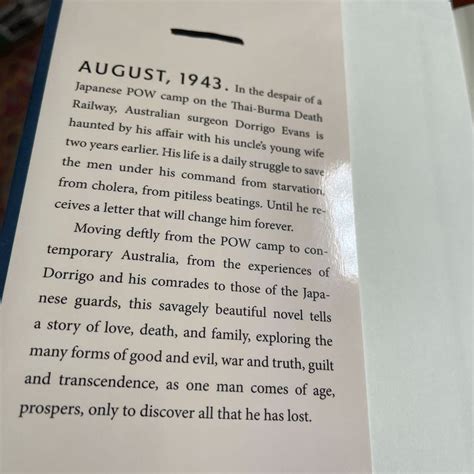 AUGUST, 1943. In the despair of a
Japanese POW camp on the Thai-Burma Death
Railway, Australian surgeon Dorrigo Evans is
haunted by his affair with his uncle's young wife
two years earlier. His life is a daily struggle to save
the men under his command from starvation,
from cholera, from pitiless beatings. Until he re-
ceives a letter that will change him forever.
Moving deftly from the POW camp to con-
temporary Australia, from the experiences of
Dorrigo and his comrades to those of the Japa-
nese guards, this savagely beautiful novel tells
a story of love, death, and family, exploring the
many forms of good and evil, war and truth, guilt
and transcendence, as one man comes of age,
prospers, only to discover all that he has lost.